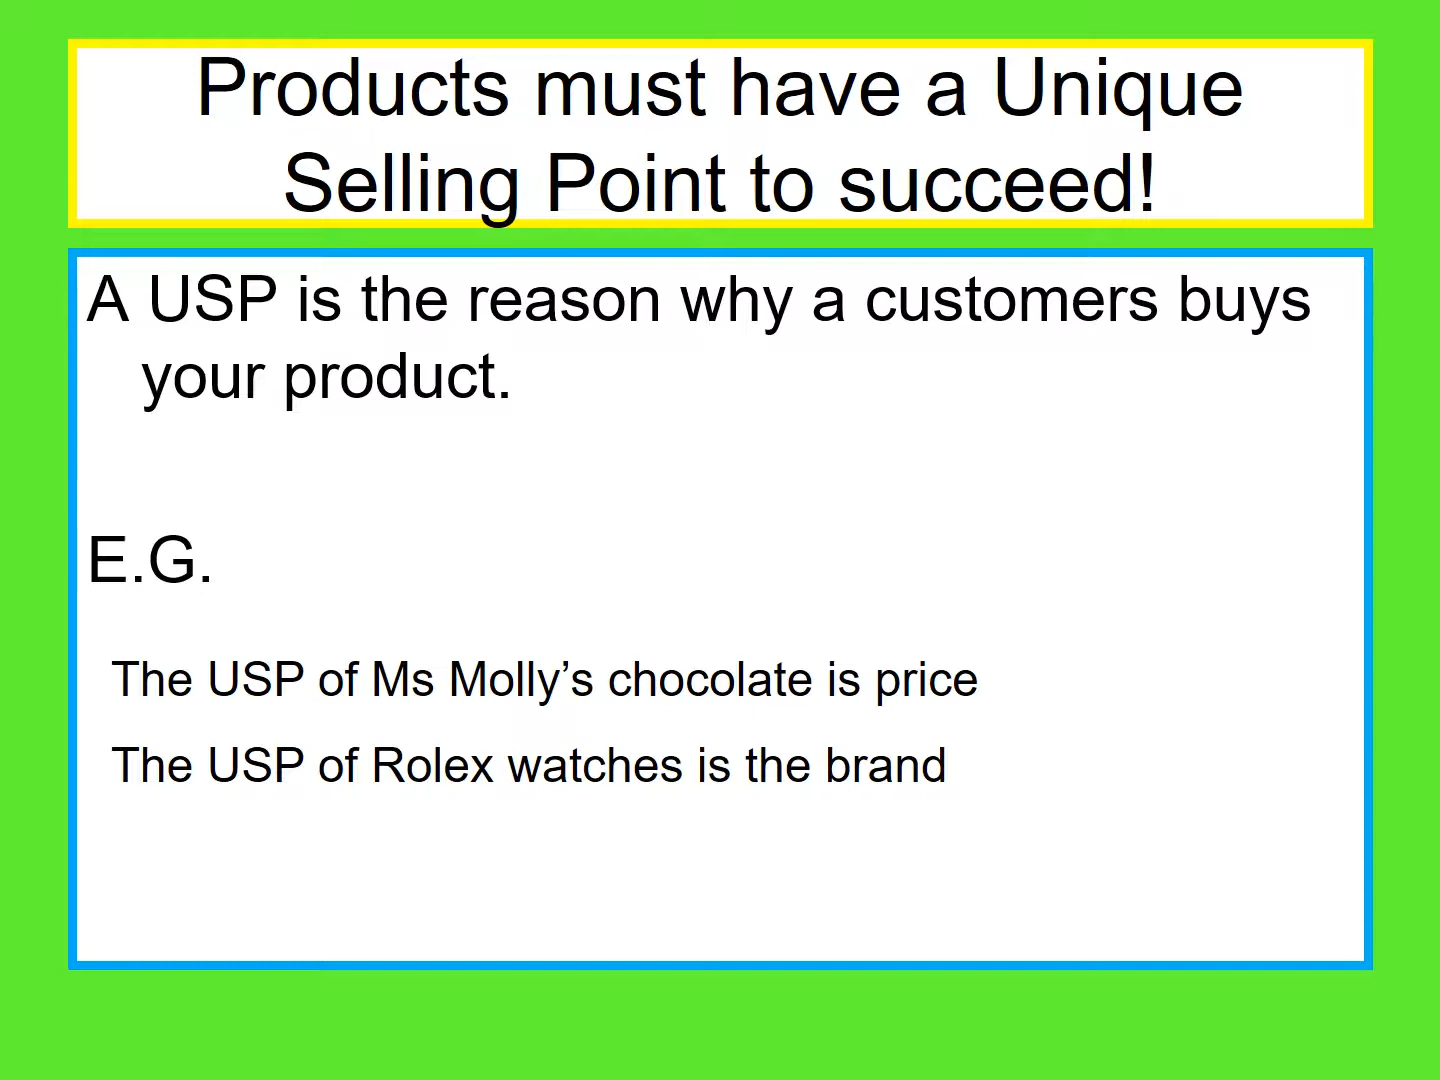 Products must have a Unique
Selling Point to succeed!
A USP is the reason why a customers buys
your product.
E.G.
The USP of Ms Molly’s chocolate is price
The USP of Rolex watches is the brand